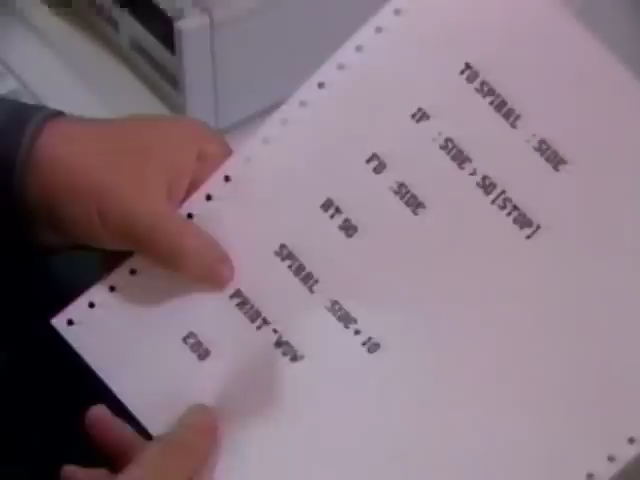 TO SPIRAL :SIDE
IF :SIDE > 50 [STOP]
FD :SIDE
RT 90
SPIRAL :SIDE + 10
PRINT "WOW
END